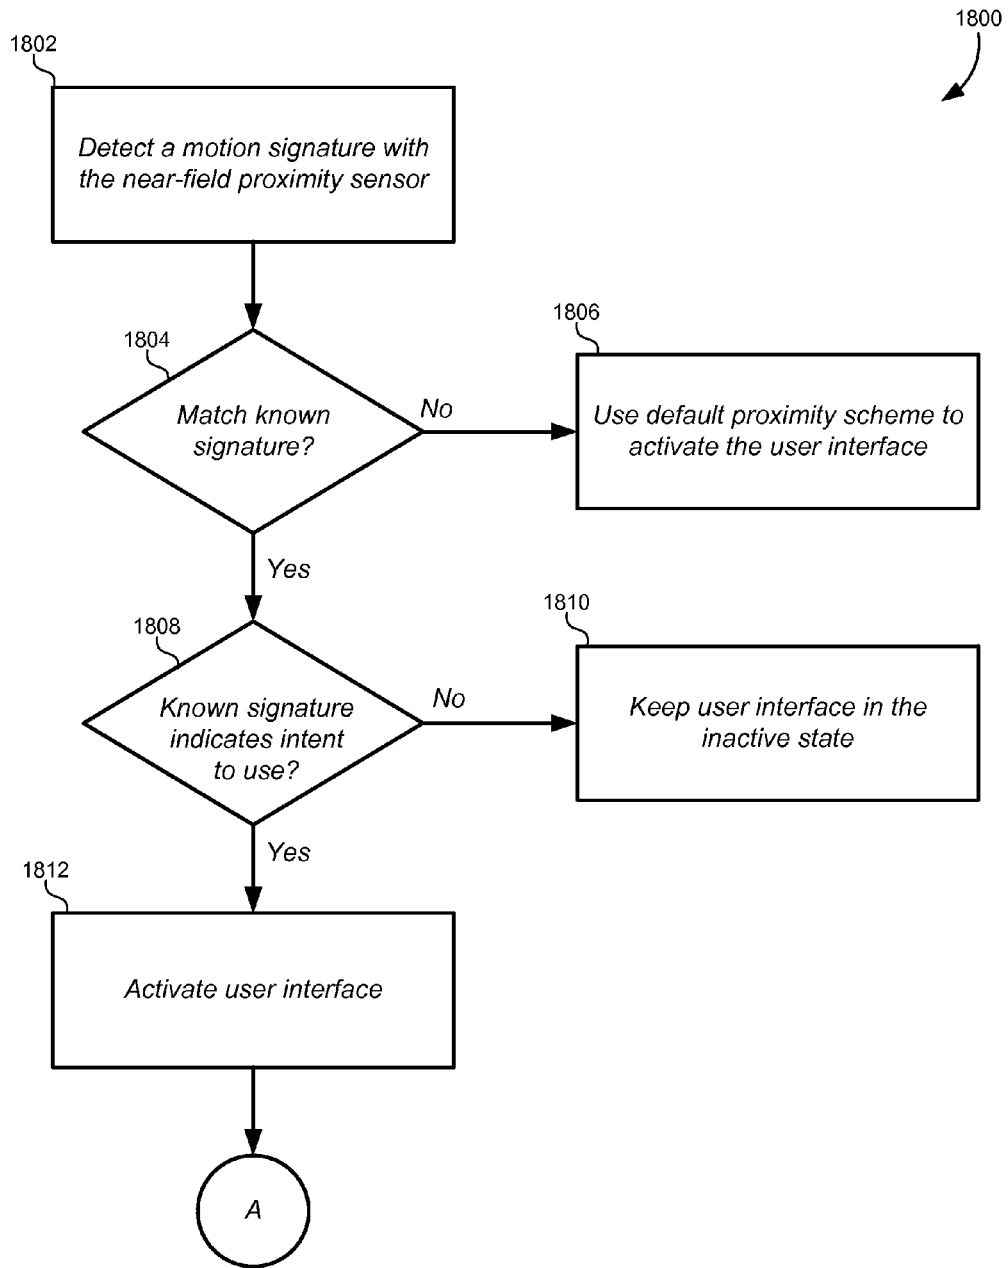 1800
1802
Detect a motion signature with
the near-field proximity sensor
1804
Match known
signature?
No
1806
Use default proximity scheme to
activate the user interface
Yes
1808
Known signature
indicates intent
to use?
No
1810
Keep user interface in the
inactive state
Yes
1812
Activate user interface
A